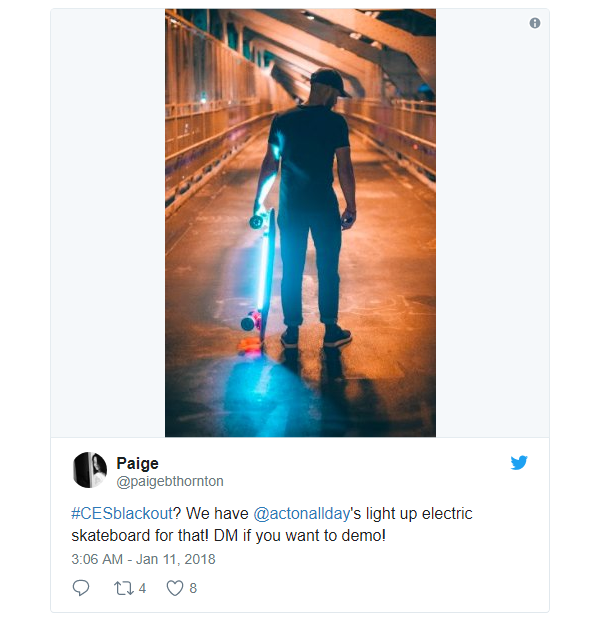 Paige
@paigebthornton
#CESblackout? We have @actonallday's light up electric
skateboard for that! DM if you want to demo!
3:06 AM - Jan 11, 2018
4 8